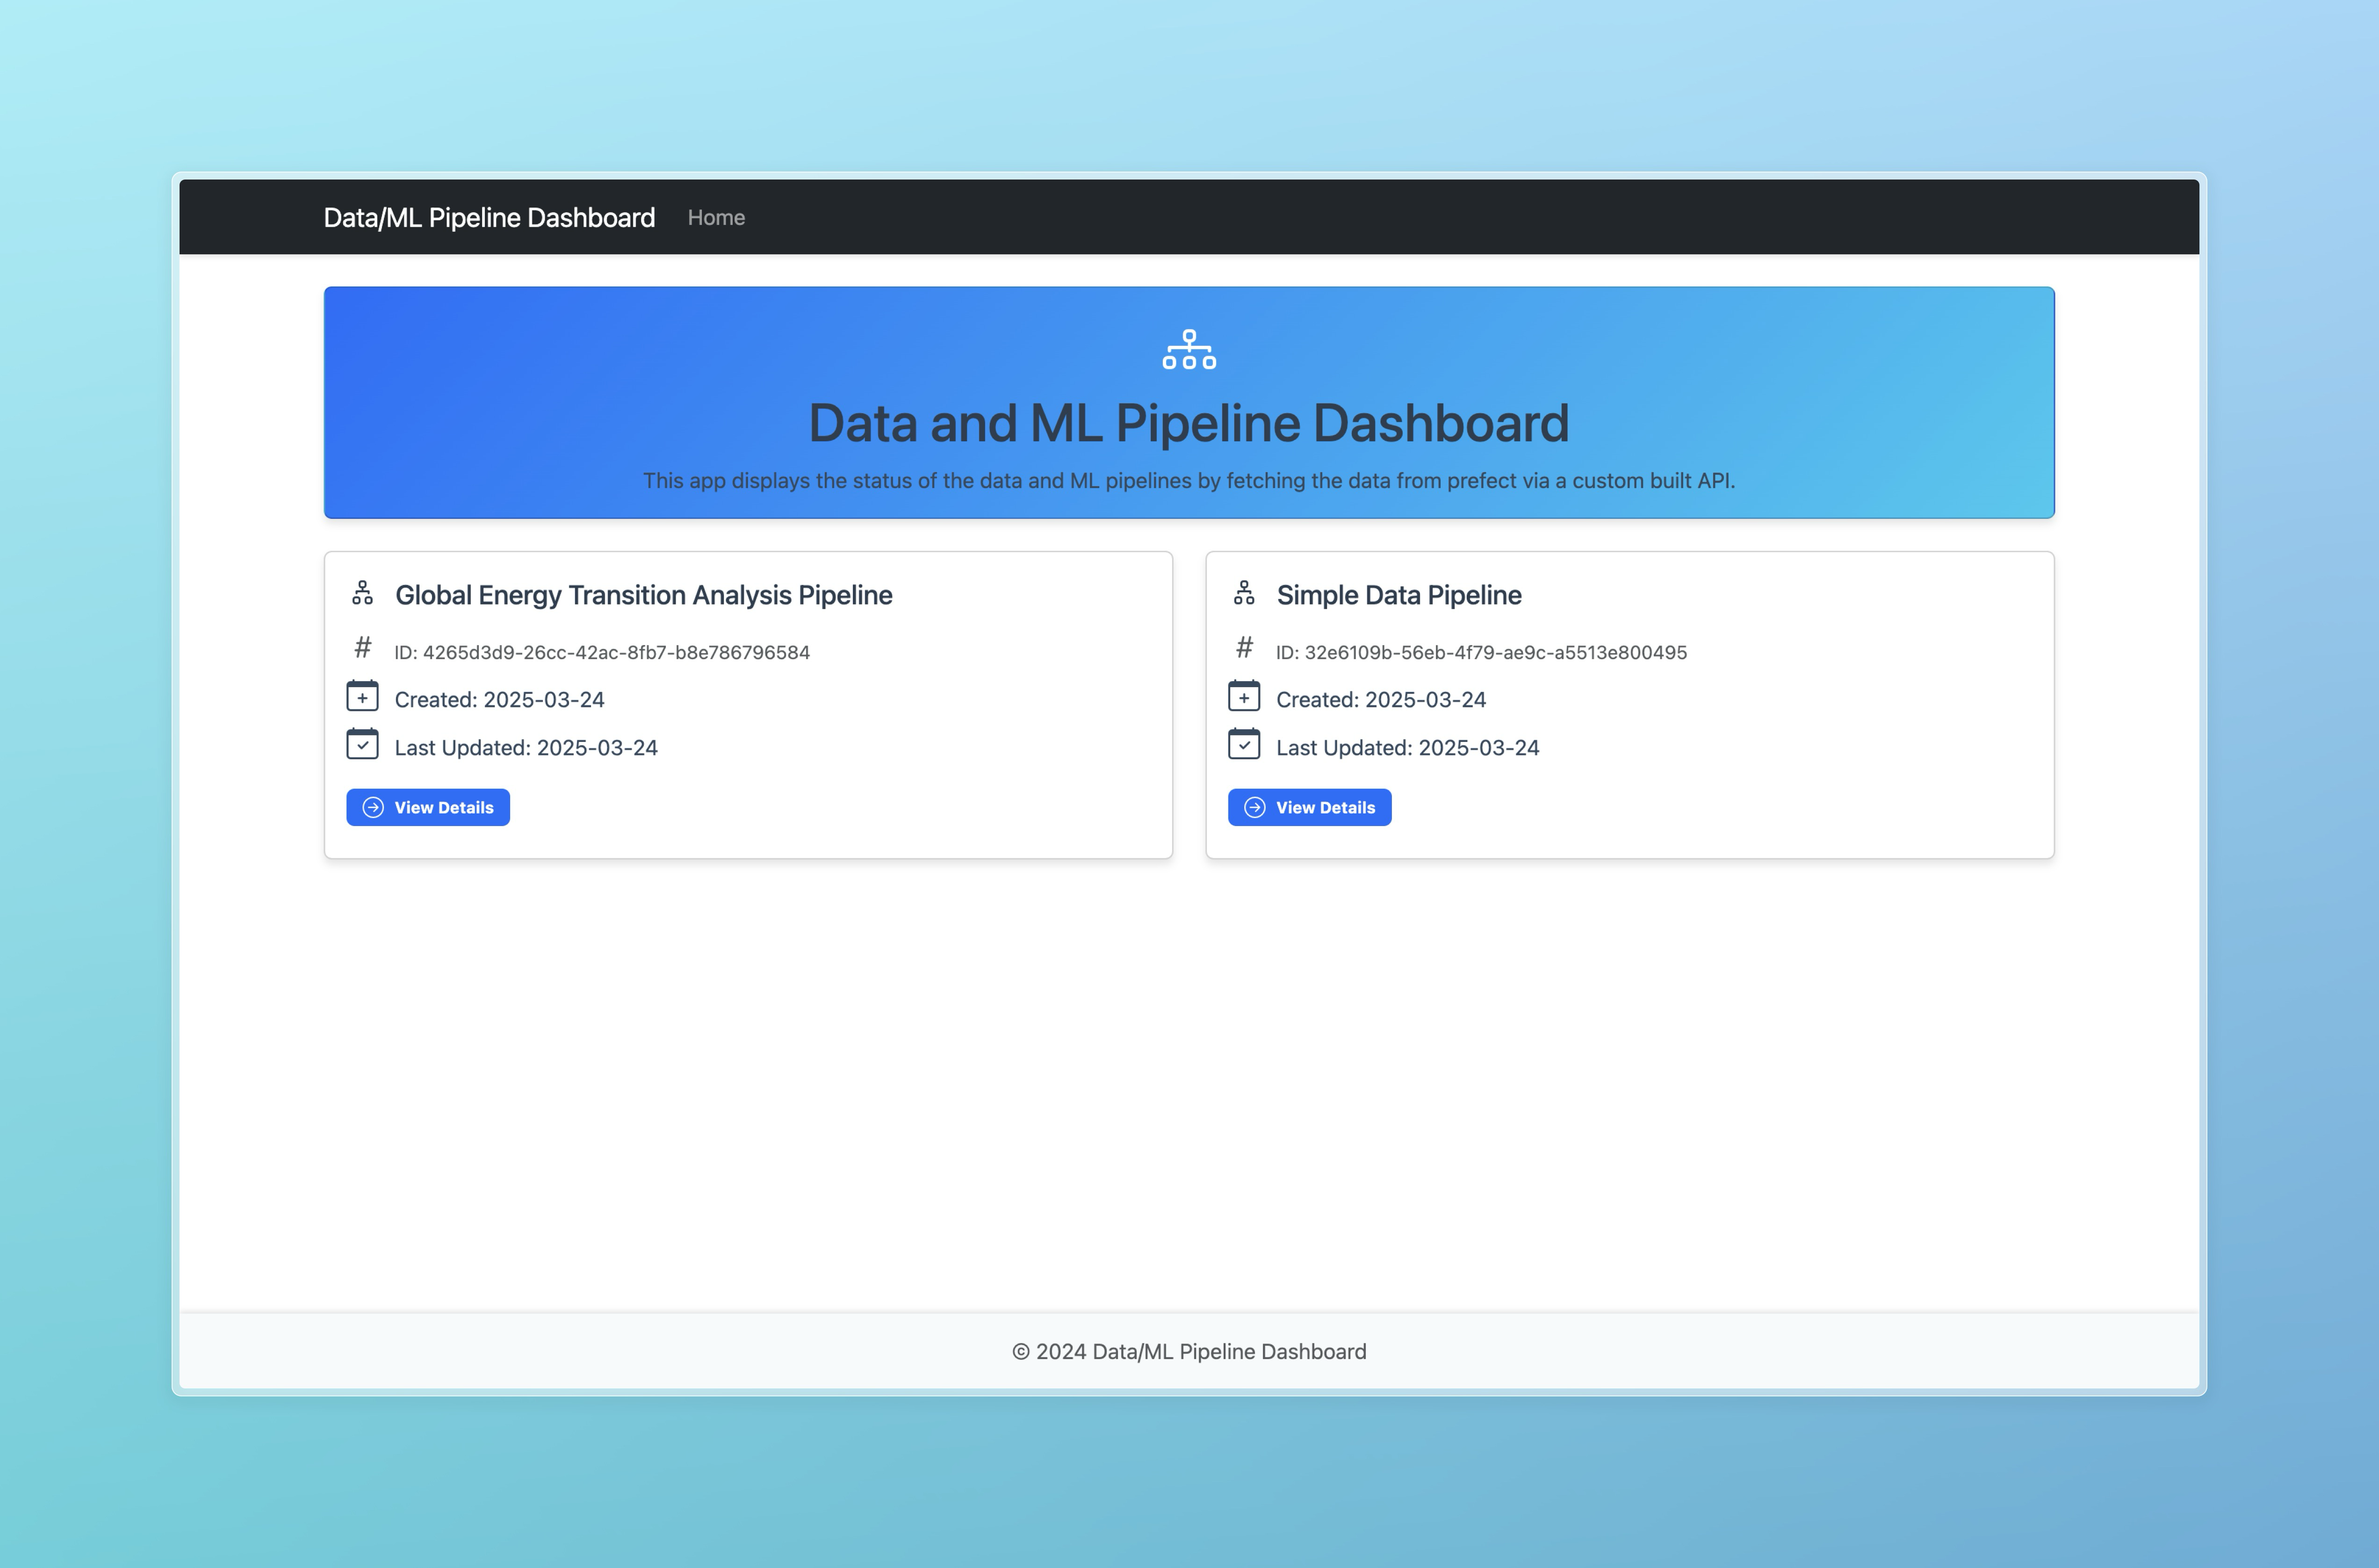 Data/ML Pipeline Dashboard Home
Data and ML Pipeline Dashboard
This app displays the status of the data and ML pipelines by fetching the data from prefect via a custom built API.
Global Energy Transition Analysis Pipeline
# ID: 4265d3d9-26cc-42ac-8fb7-b8e786796584
Created: 2025-03-24
Last Updated: 2025-03-24
View Details
Simple Data Pipeline
# ID: 32e6109b-56eb-4f79-ae9c-a5513e800495
Created: 2025-03-24
Last Updated: 2025-03-24
View Details
© 2024 Data/ML Pipeline Dashboard